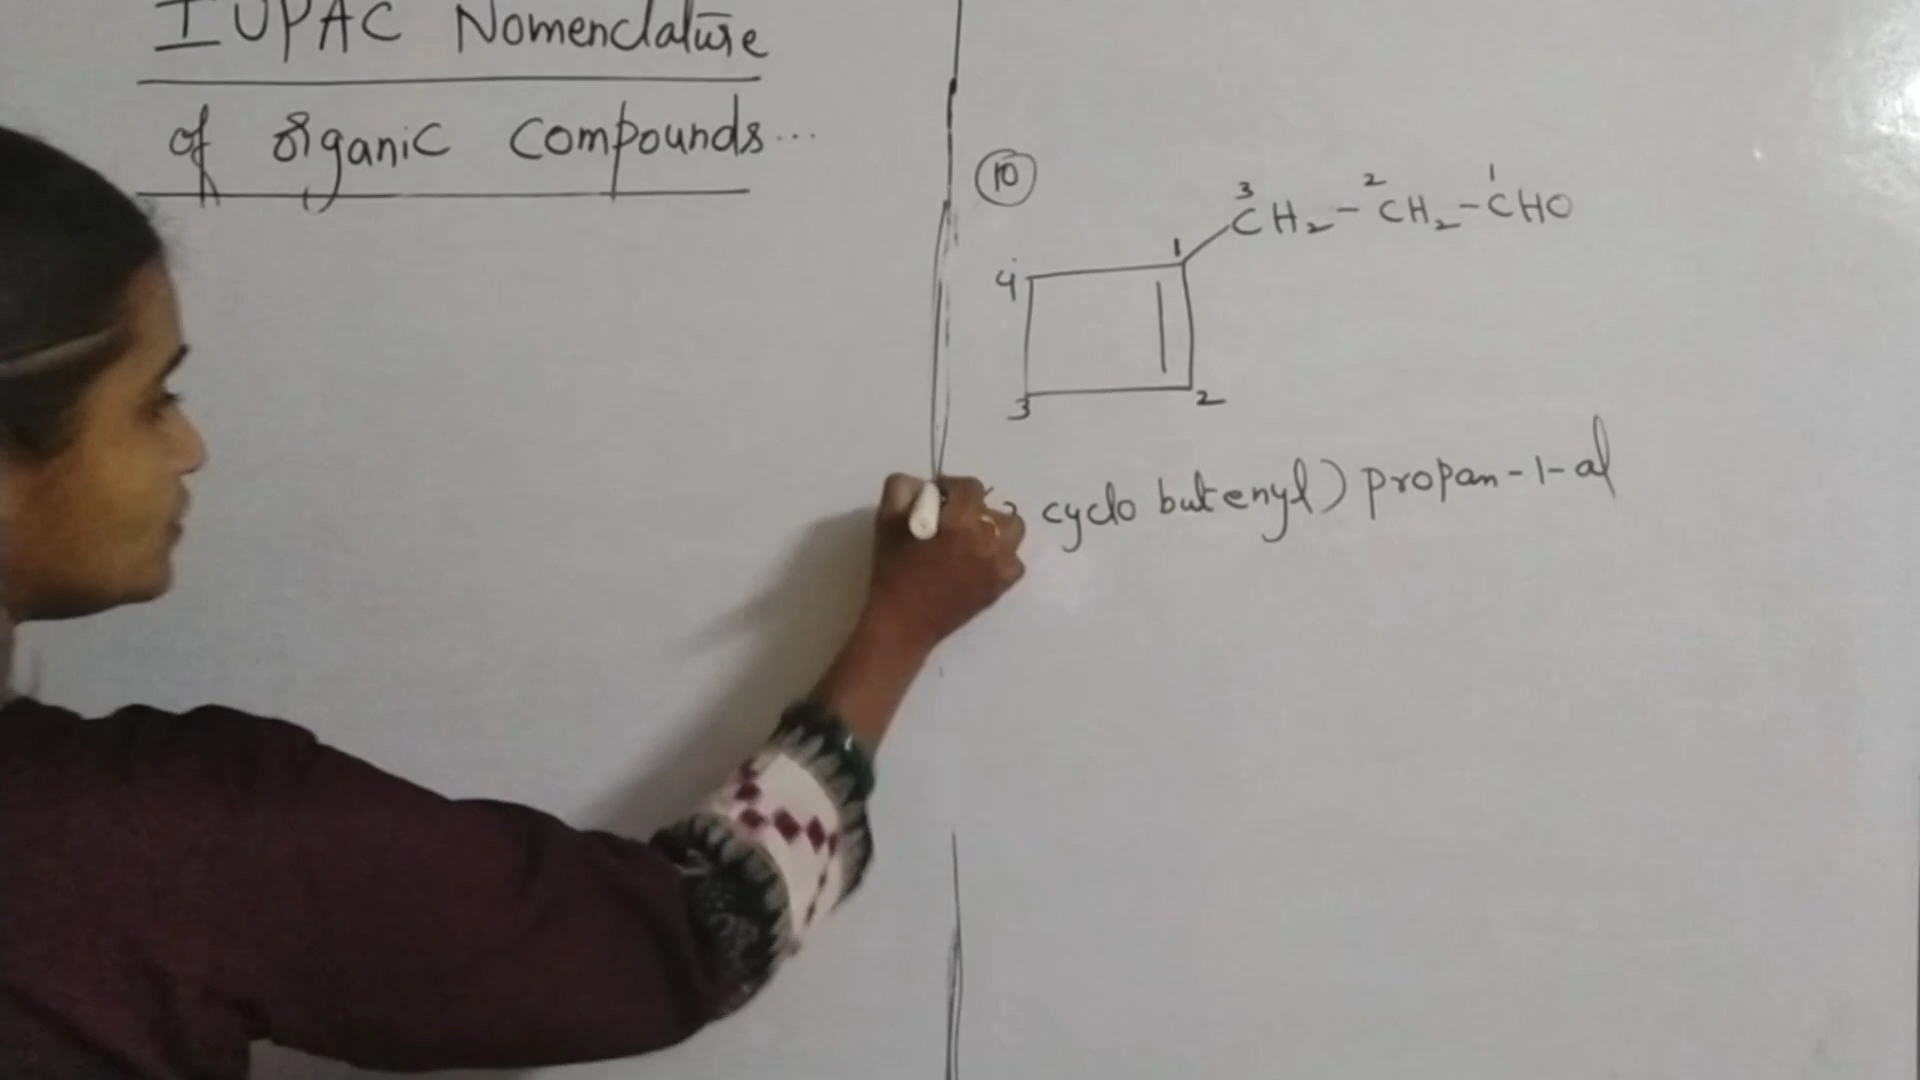 IUPAC Nomenclature
of organic compounds...
10
3 2 1
CH2-CH2-CHO
1
4
3
2
cyclo butenyl) propan-1-al